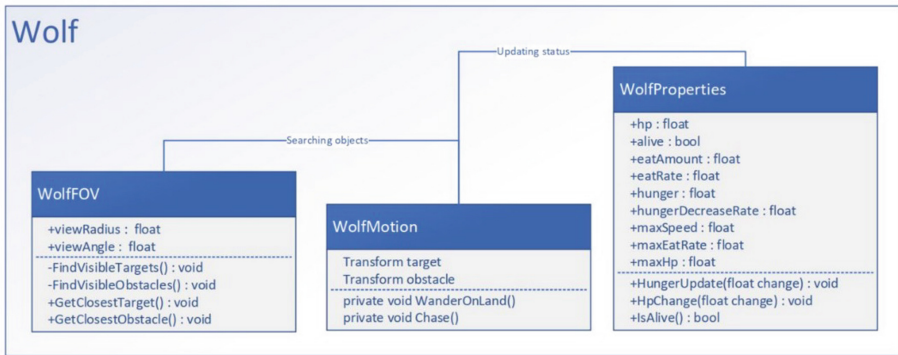 Wolf
Updating status
Searching objects
WolfFOV
+viewRadius : float
+viewAngle : float
-FindVisibleTargets() : void
-FindVisibleObstacles() : void
+GetClosestTarget() : void
+GetClosestObstacle() : void
WolfMotion
Transform target
Transform obstacle
private void WanderOnLand()
private void Chase()
WolfProperties
+hp : float
+alive : bool
+eatAmount : float
+eatRate : float
+hunger : float
+hungerDecreaseRate : float
+maxSpeed : float
+maxEatRate : float
+maxHp : float
+HungerUpdate(float change) : void
+HpChange(float change) : void
+IsAlive() : bool